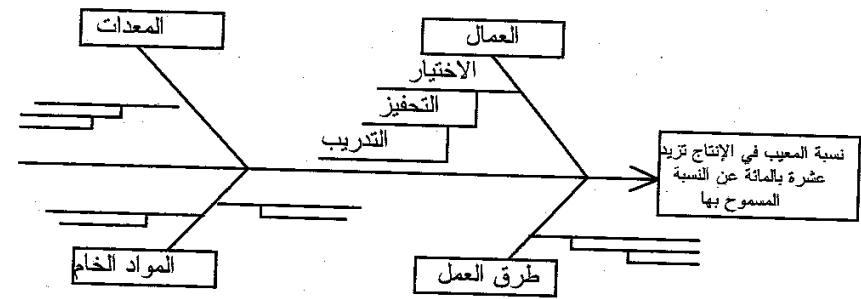 العمال
المعدات
الاختيار
التحفيز
التدريب
نسبة المعيب في الإنتاج تزيد
عشرة بالمائة عن النسبة
المسموح بها
طرق العمل
المواد الخام